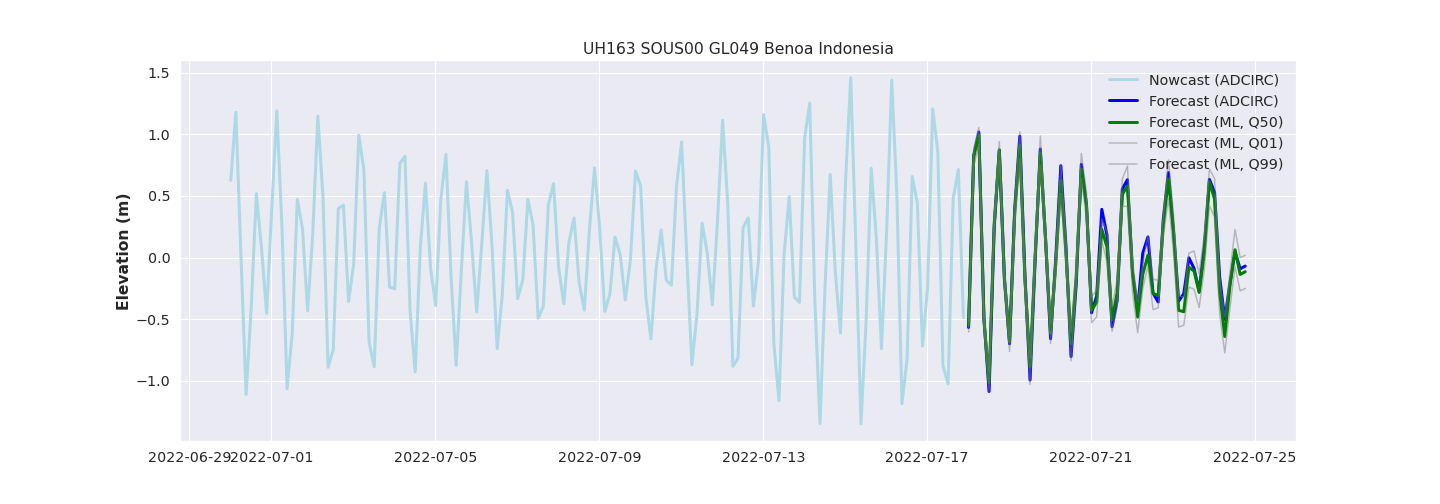 UH163 SOUS00 GL049 Benoa Indonesia
Elevation (m)
1.5
1.0
0.5
0.0
−0.5
−1.0
Nowcast (ADCIRC)
Forecast (ADCIRC)
Forecast (ML, Q50)
Forecast (ML, Q01)
Forecast (ML, Q99)
2022-06-29 2022-07-01 2022-07-05 2022-07-09 2022-07-13 2022-07-17 2022-07-21 2022-07-25